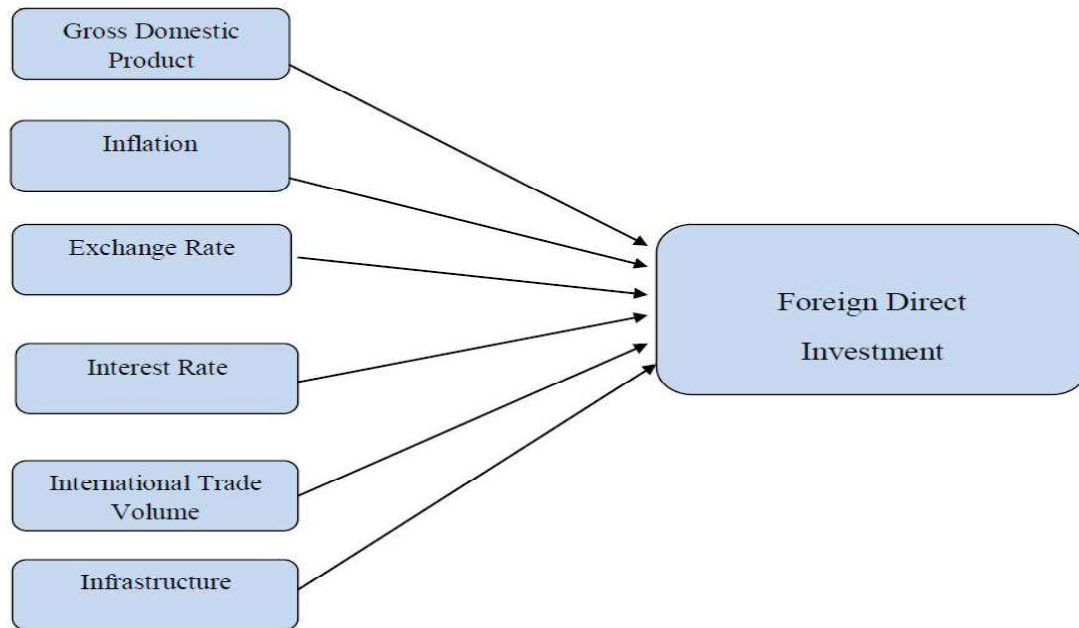 Gross Domestic
Product
Inflation
Exchange Rate
Interest Rate
International Trade
Volume
Infrastructure
Foreign Direct
Investment